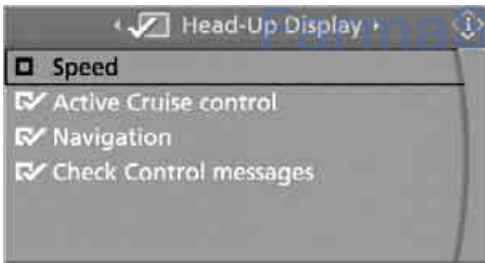 Head-Up Display
Speed
Active Cruise control
Navigation
Check Control messages